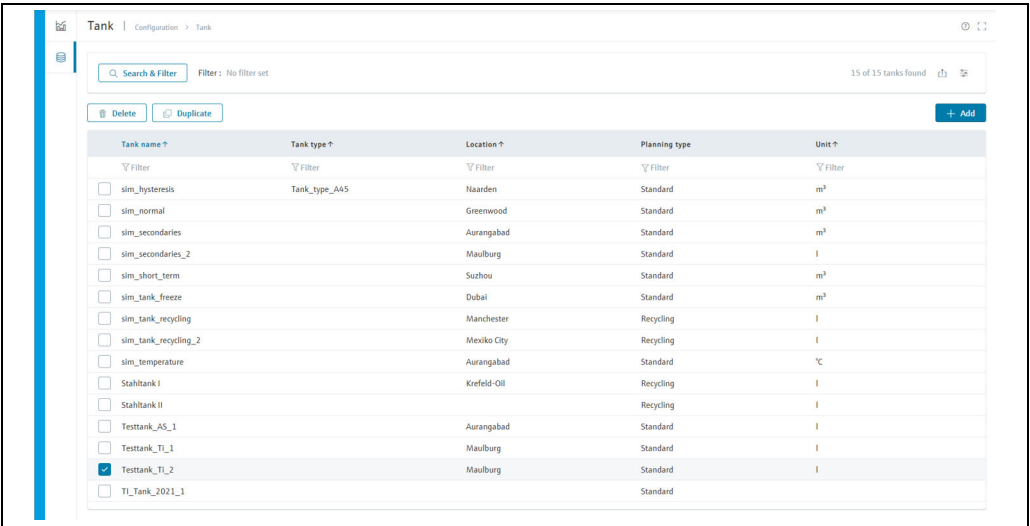 Tank | Configuration > Tank
Search & Filter Filter : No filter set 15 of 15 tanks found
Delete Duplicate + Add
Tank name ↑ Tank type ↑ Location ↑ Planning type Unit ↑
Filter Filter Filter Filter Filter
sim_hysteresis Tank_type_A45 Naarden Standard m³
sim_normal Greenwood Standard m³
sim_secondaries Aurangabad Standard m³
sim_secondaries_2 Maulburg Standard l
sim_short_term Suzhou Standard m³
sim_tank_freeze Dubai Standard m³
sim_tank_recycling Manchester Recycling l
sim_tank_recycling_2 Mexiko City Recycling l
sim_temperature Aurangabad Standard °C
Stahltank I Krefeld-Oil Recycling l
Stahltank II Recycling l
Testtank_AS_1 Aurangabad Standard l
Testtank_TI_1 Maulburg Standard l
Testtank_TI_2 Maulburg Standard l
TI_Tank_2021_1 Standard